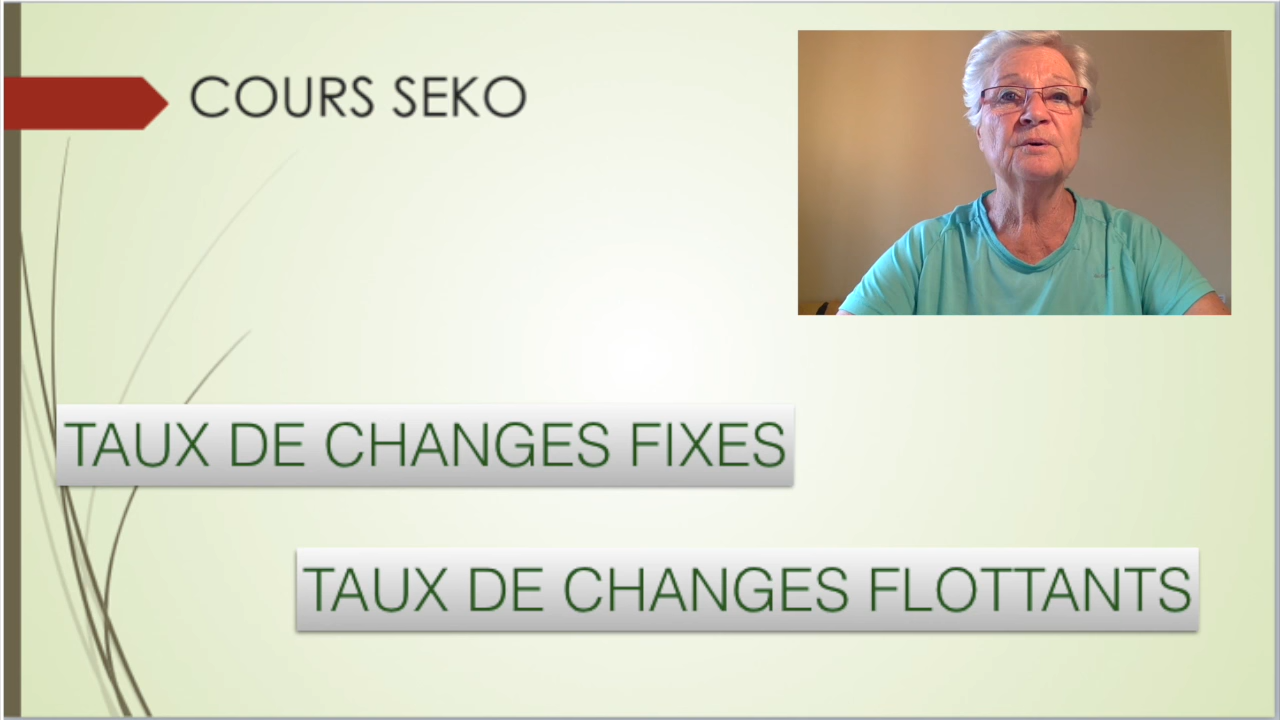 COURS SEKO
TAUX DE CHANGES FIXES
TAUX DE CHANGES FLOTTANTS